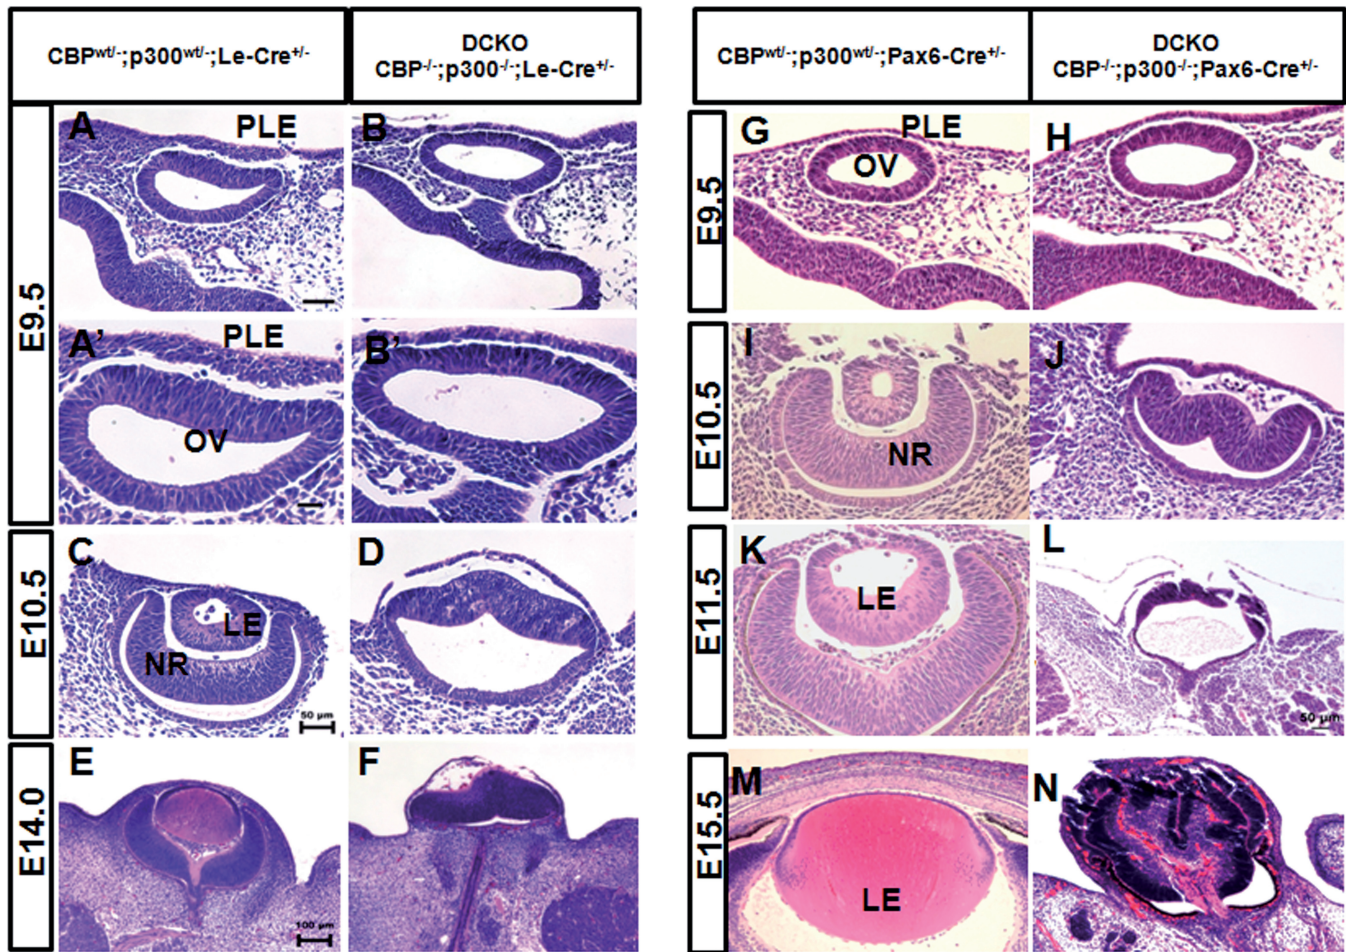 CBPwt/-;p300wt/-;Le-Cre+/-
DCKO
CBP-/-;p300-/-;Le-Cre+/-
CBPwt/-;p300wt/-;Pax6-Cre+/-
DCKO
CBP-/-;p300-/-;Pax6-Cre+/-
E9.5
A
PLE
B
A’
PLE
OV
B’
E10.5
C
LE
NR
50 µm
D
E14.0
E
100 µm
F
E9.5
G
PLE
OV
H
E10.5
I
NR
J
E11.5
K
LE
L
50 µm
E15.5
M
LE
N